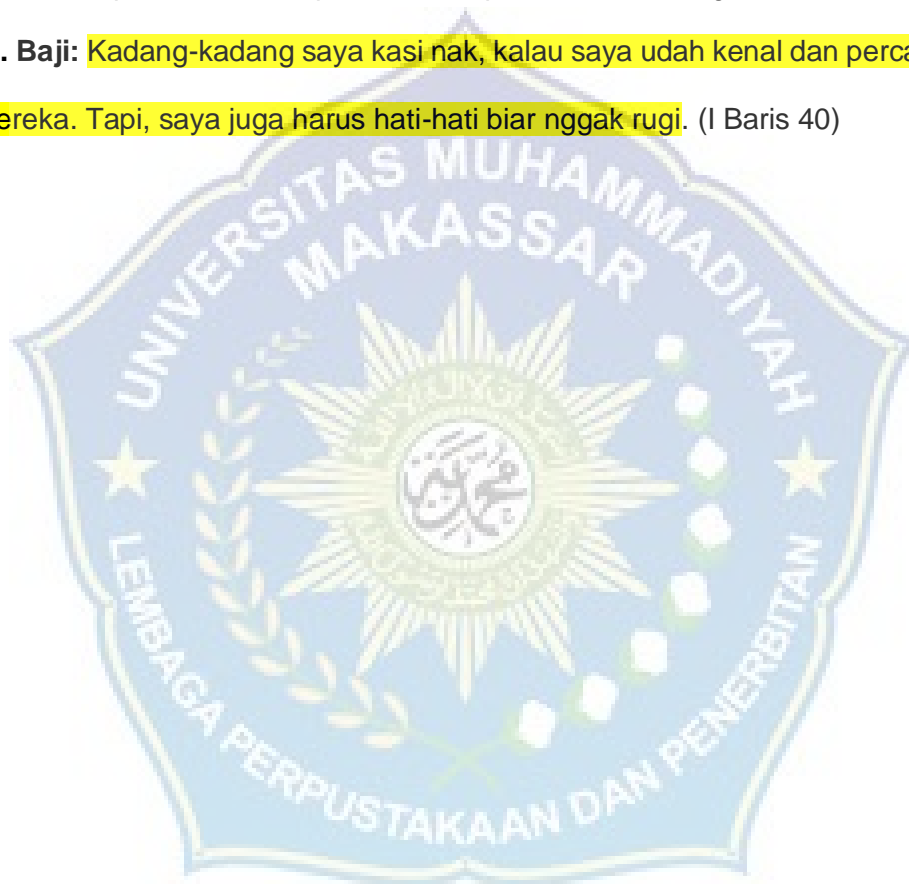 . Baji: Kadang-kadang saya kasi nak, kalau saya udah kenal dan perca
ereka. Tapi, saya juga harus hati-hati biar nggak rugi. (I Baris 40)
UNIVERSITAS MUHAMMADIYAH
MAKASSAR
LEMBAGA PERPUSTAKAAN DAN PENERBITAN